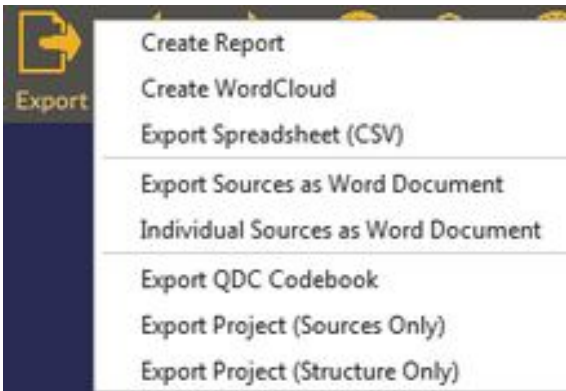 Export
Create Report
Create WordCloud
Export Spreadsheet (CSV)
Export Sources as Word Document
Individual Sources as Word Document
Export QDC Codebook
Export Project (Sources Only)
Export Project (Structure Only)